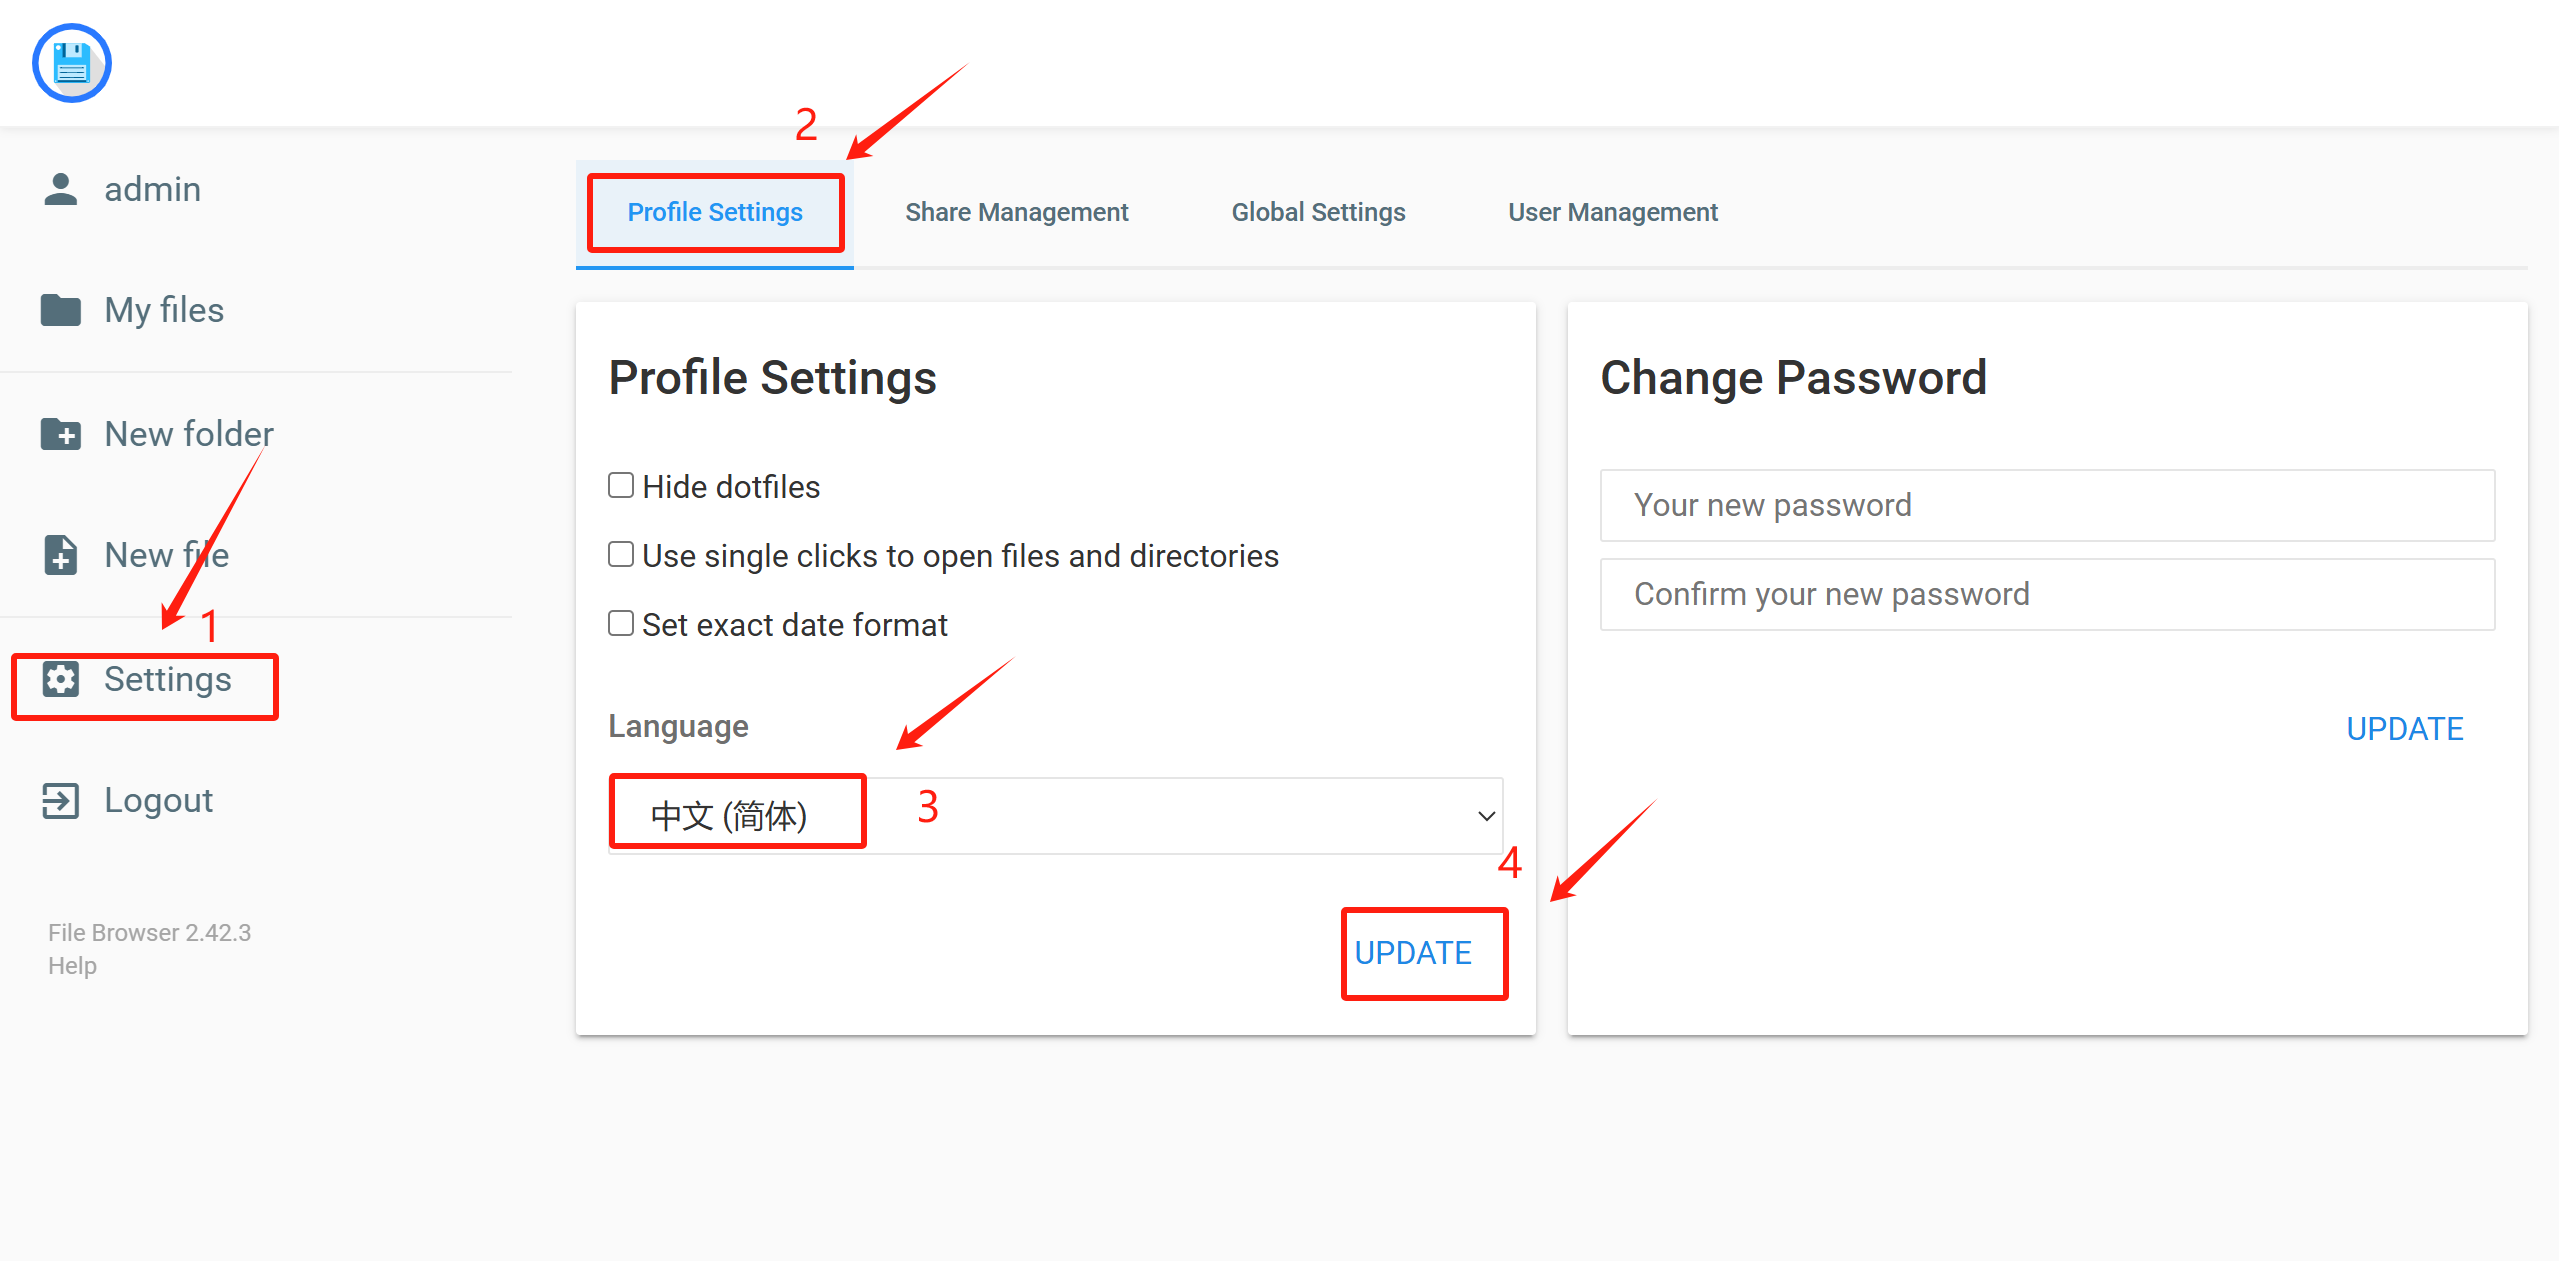 admin
My files
New folder
New file
1
Settings
Logout
File Browser 2.42.3
Help
2
Profile Settings
Share Management
Global Settings
User Management
Profile Settings
Hide dotfiles
Use single clicks to open files and directories
Set exact date format
Language
中文 (简体)
3
4
UPDATE
Change Password
Your new password
Confirm your new password
UPDATE